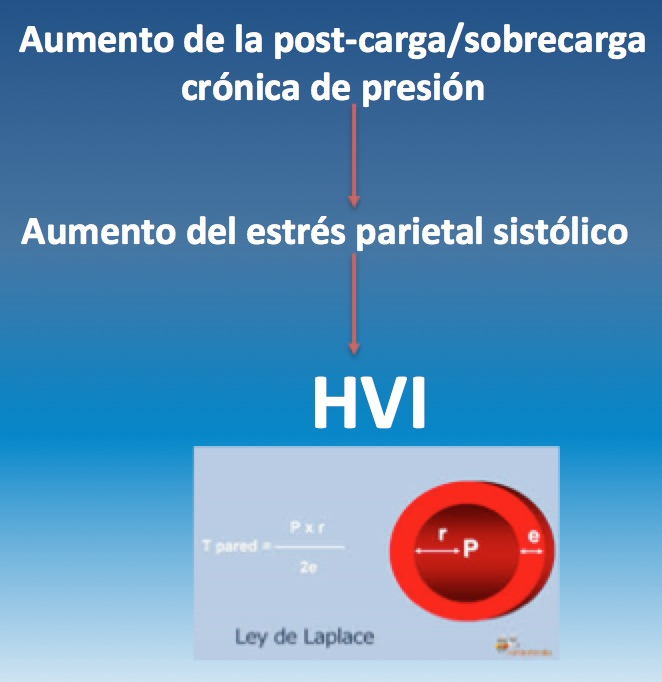 Aumento de la post-carga/sobrecarga
crónica de presión
Aumento del estrés parietal sistólico
HVI
P x r
T pared =
2e
r
P
e
Ley de Laplace